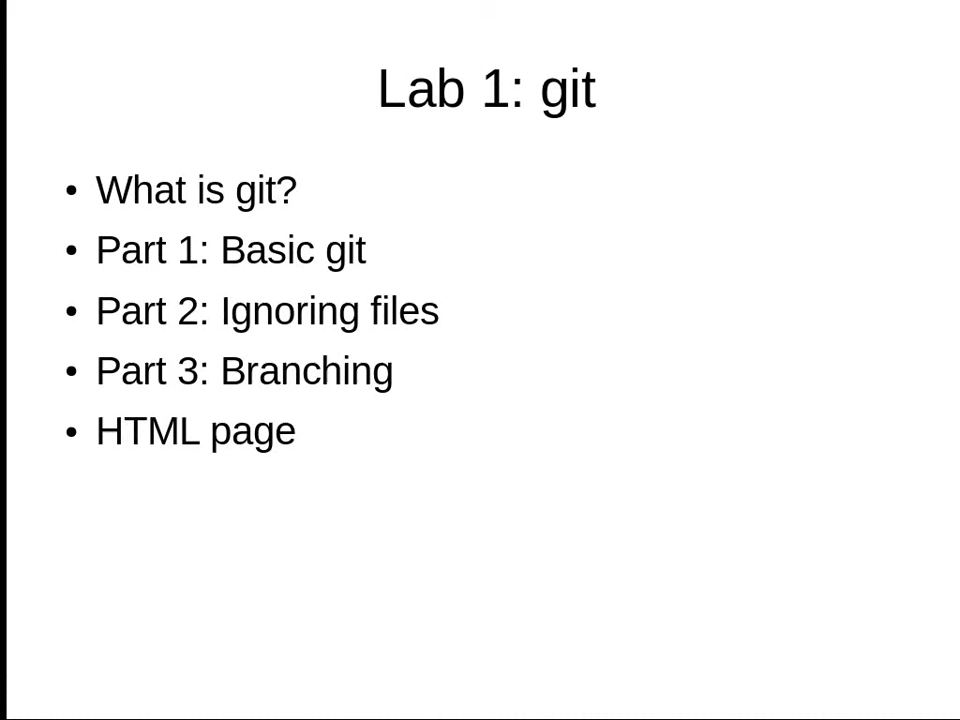 Lab 1: git
• What is git?
• Part 1: Basic git
• Part 2: Ignoring files
• Part 3: Branching
• HTML page